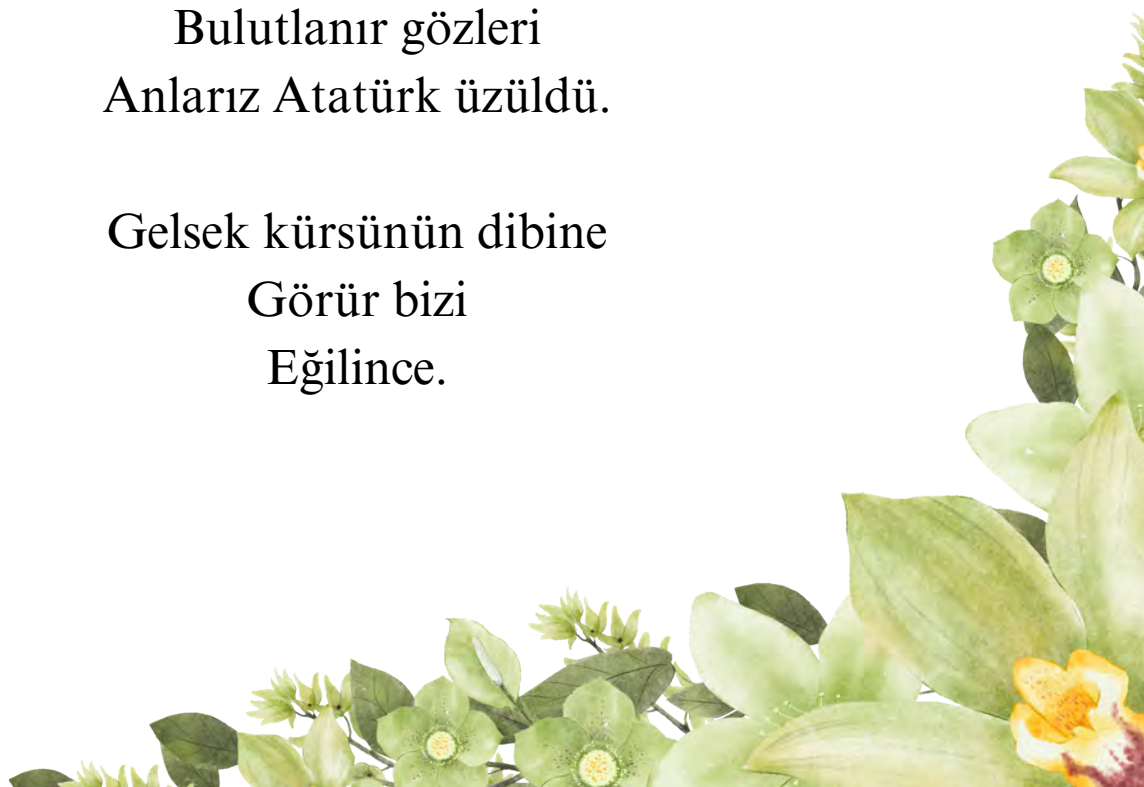 Bulutlanır gözleri
Anlarız Atatürk üzüldü.
Gelsek kürsünün dibine
Görür bizi
Eğilince.